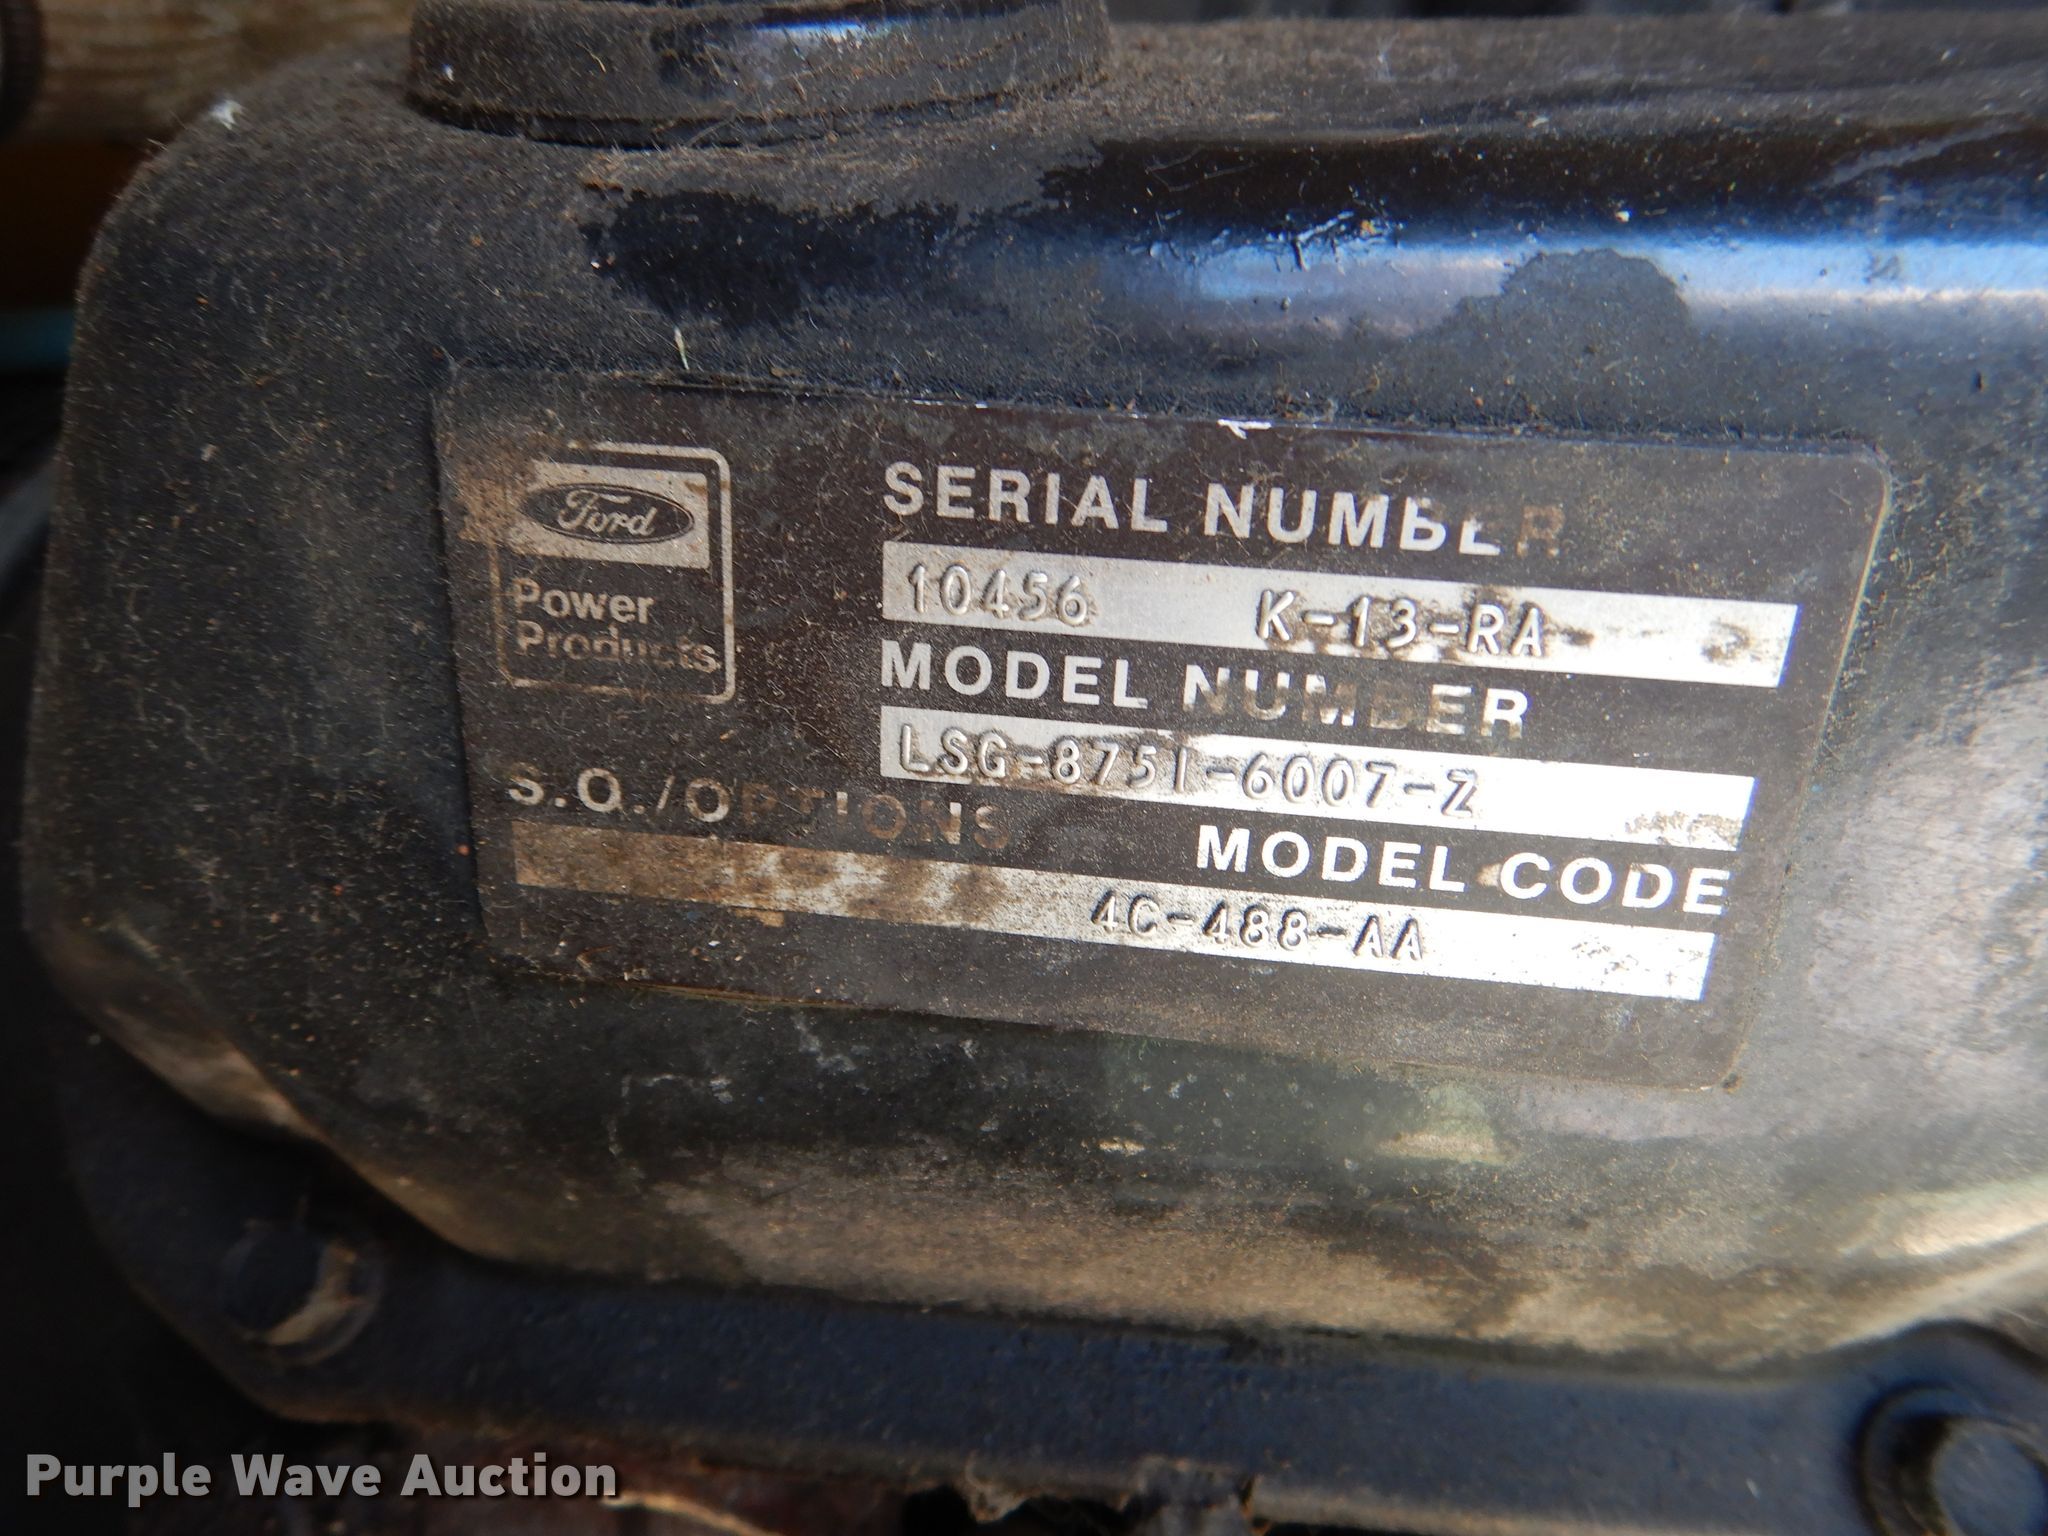 Ford
Power
Products
SERIAL NUMBER
10456 K-13-RA
MODEL NUMBER
LSG-875I-6007-Z
S.O./OPTIONS
MODEL CODE
4C-488-AA
Purple Wave Auction